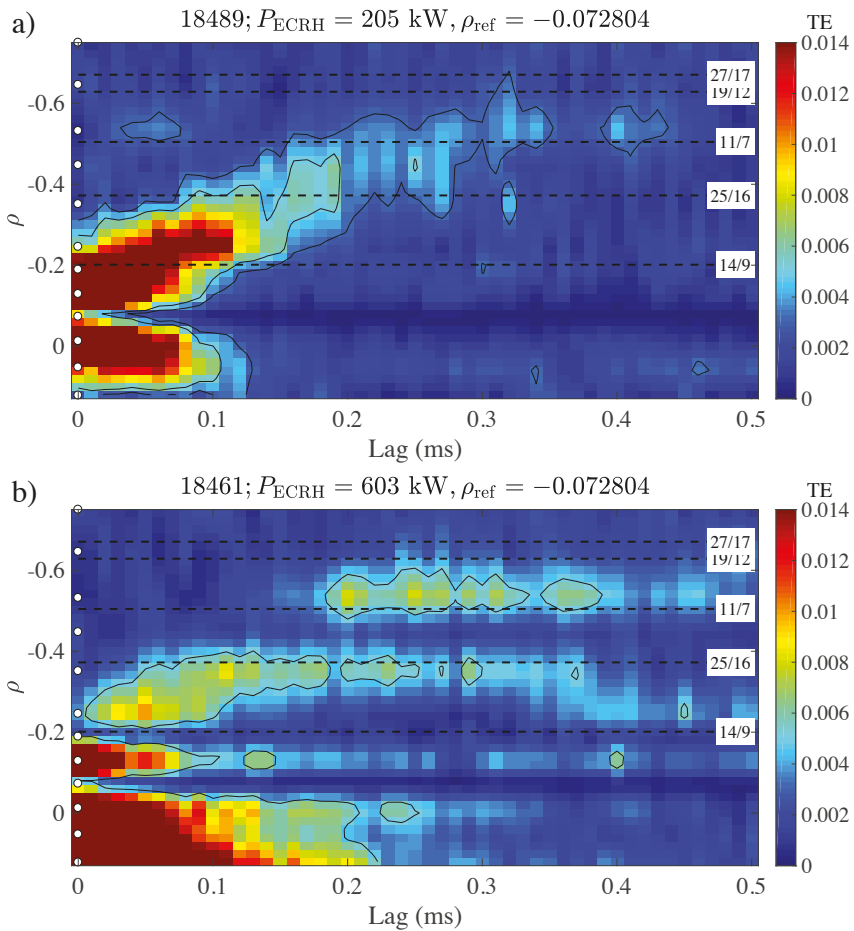 a)
18489; P_ECRH = 205 kW, ρ_ref = −0.072804
TE
0.014
27/17
19/12
-0.6
0.012
11/7
0.01
-0.4
25/16
0.008
ρ
0.006
-0.2
14/9
0.004
0
0.002
0
0 0.1 0.2 0.3 0.4 0.5
Lag (ms)
b)
18461; P_ECRH = 603 kW, ρ_ref = −0.072804
TE
0.014
27/17
19/12
-0.6
0.012
11/7
0.01
-0.4
25/16
0.008
ρ
0.006
-0.2
14/9
0.004
0
0.002
0
0 0.1 0.2 0.3 0.4 0.5
Lag (ms)